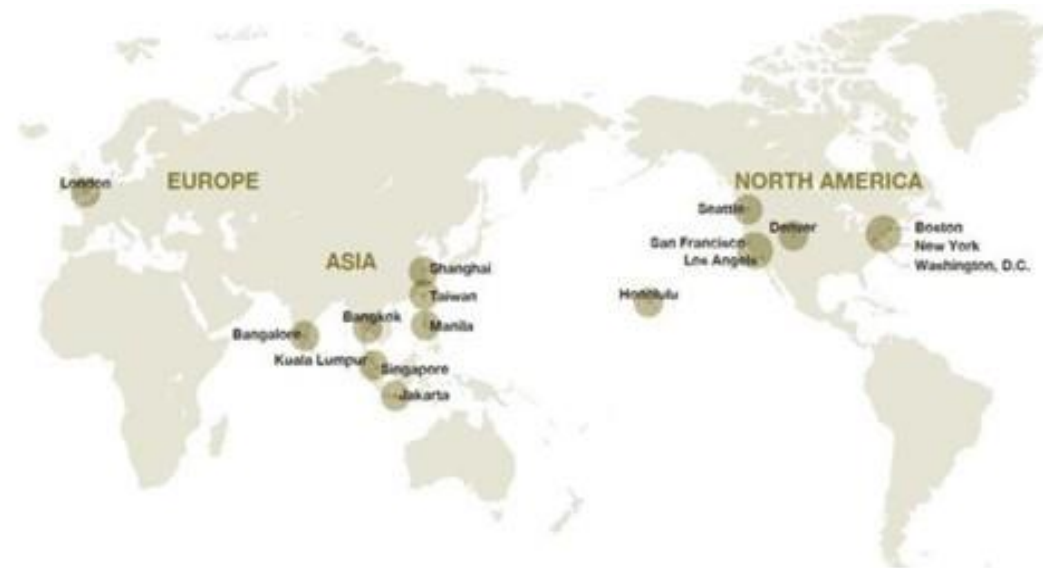 London
EUROPE
ASIA
Shanghai
Taiwan
Bangkok
Manila
Bangalore
Kuala Lumpur
Singapore
Jakarta
NORTH AMERICA
Seattle
Denver
Boston
San Francisco
New York
Los Angels
Washington, D.C.
Honolulu